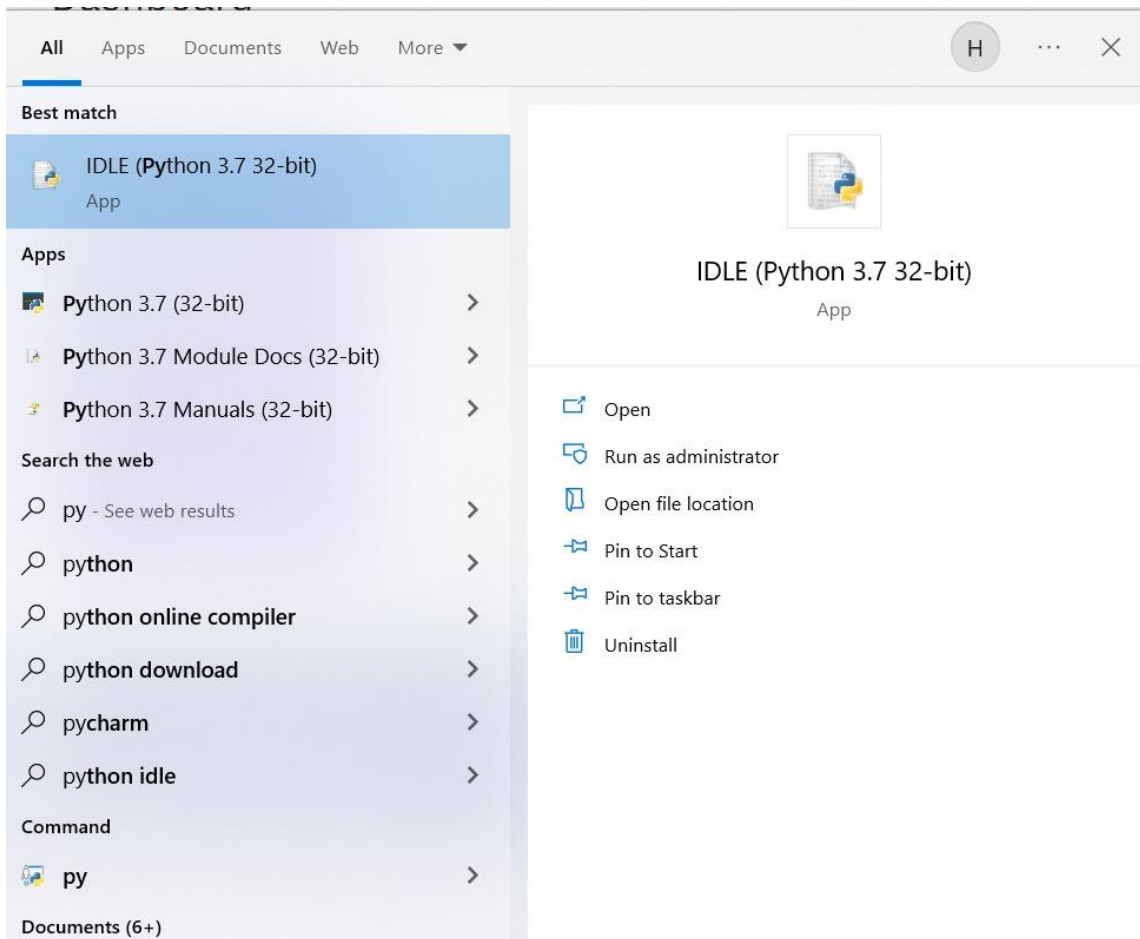 All Apps Documents Web More H ...
Best match
IDLE (Python 3.7 32-bit)
App
Apps
Python 3.7 (32-bit)
Python 3.7 Module Docs (32-bit)
Python 3.7 Manuals (32-bit)
Search the web
py - See web results
python
python online compiler
python download
pycharm
python idle
Command
py
Documents (6+)
IDLE (Python 3.7 32-bit)
App
Open
Run as administrator
Open file location
Pin to Start
Pin to taskbar
Uninstall